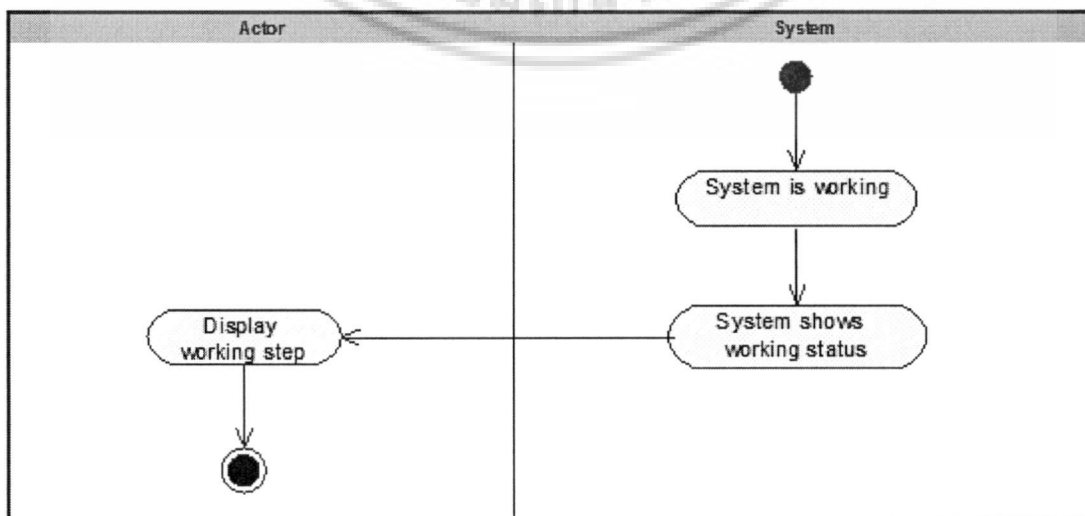 Actor
System
System is working
System shows
working status
Display
working step